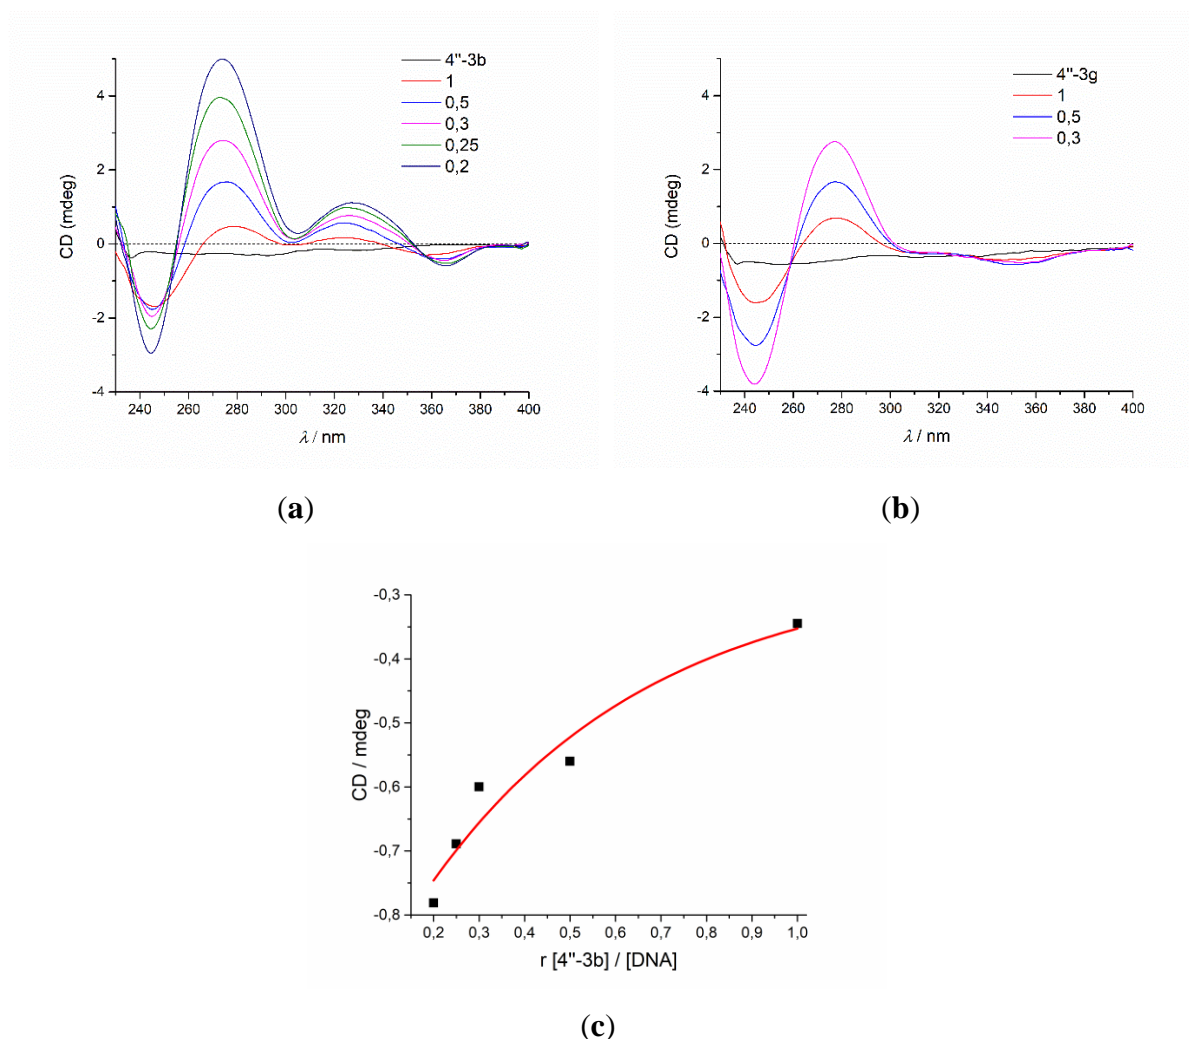 4"-3b
1
0,5
0,3
0,25
0,2
CD (mdeg)
4
2
0
-2
-4
240 260 280 300 320 340 360 380 400
λ / nm
(a)
4"-3g
1
0,5
0,3
CD (mdeg)
4
2
0
-2
-4
240 260 280 300 320 340 360 380 400
λ / nm
(b)
CD / mdeg
-0,3
-0,4
-0,5
-0,6
-0,7
-0,8
0,2 0,3 0,4 0,5 0,6 0,7 0,8 0,9 1,0
r [4"-3b] / [DNA]
(c)